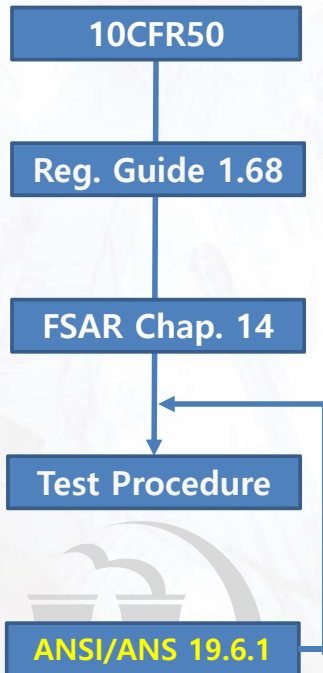 10CFR50
Reg. Guide 1.68
FSAR Chap. 14
Test Procedure
ANSI/ANS 19.6.1